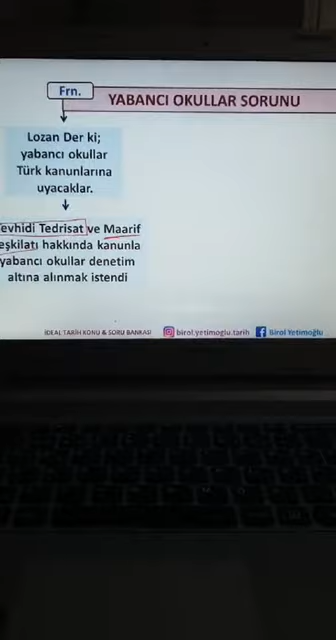 Frn.
YABANCI OKULLAR SORUNU
Lozan Der ki;
yabancı okullar
Türk kanunlarına
uyacaklar.
evhidi Tedrisat ve Maarif
eşkilatı hakkında kanunla
yabancı okullar denetim
altına alınmak istendi
İDEAL TARİH KONU & SORU BANKASI
birol.yetimoglu.tarih
Birol Yetimoğlu